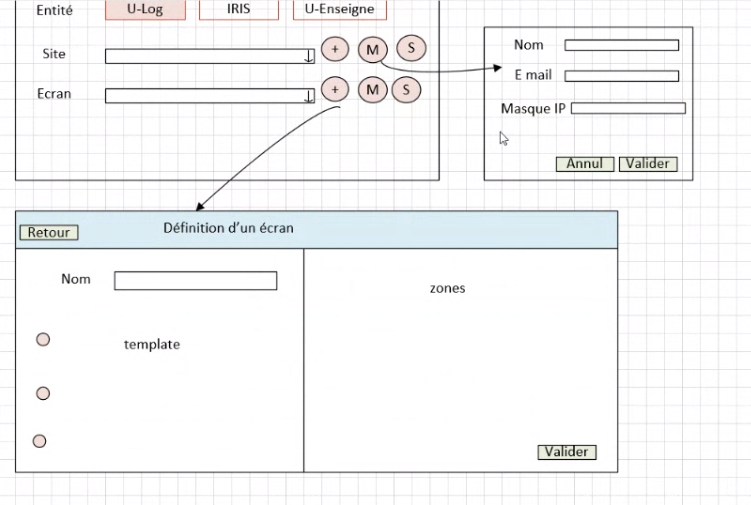 Entité U-Log IRIS U-Enseigne
Site + M S
Ecran + M S
Nom
E mail
Masque IP
Annul Valider
Retour Définition d'un écran
Nom
zones
template
Valider